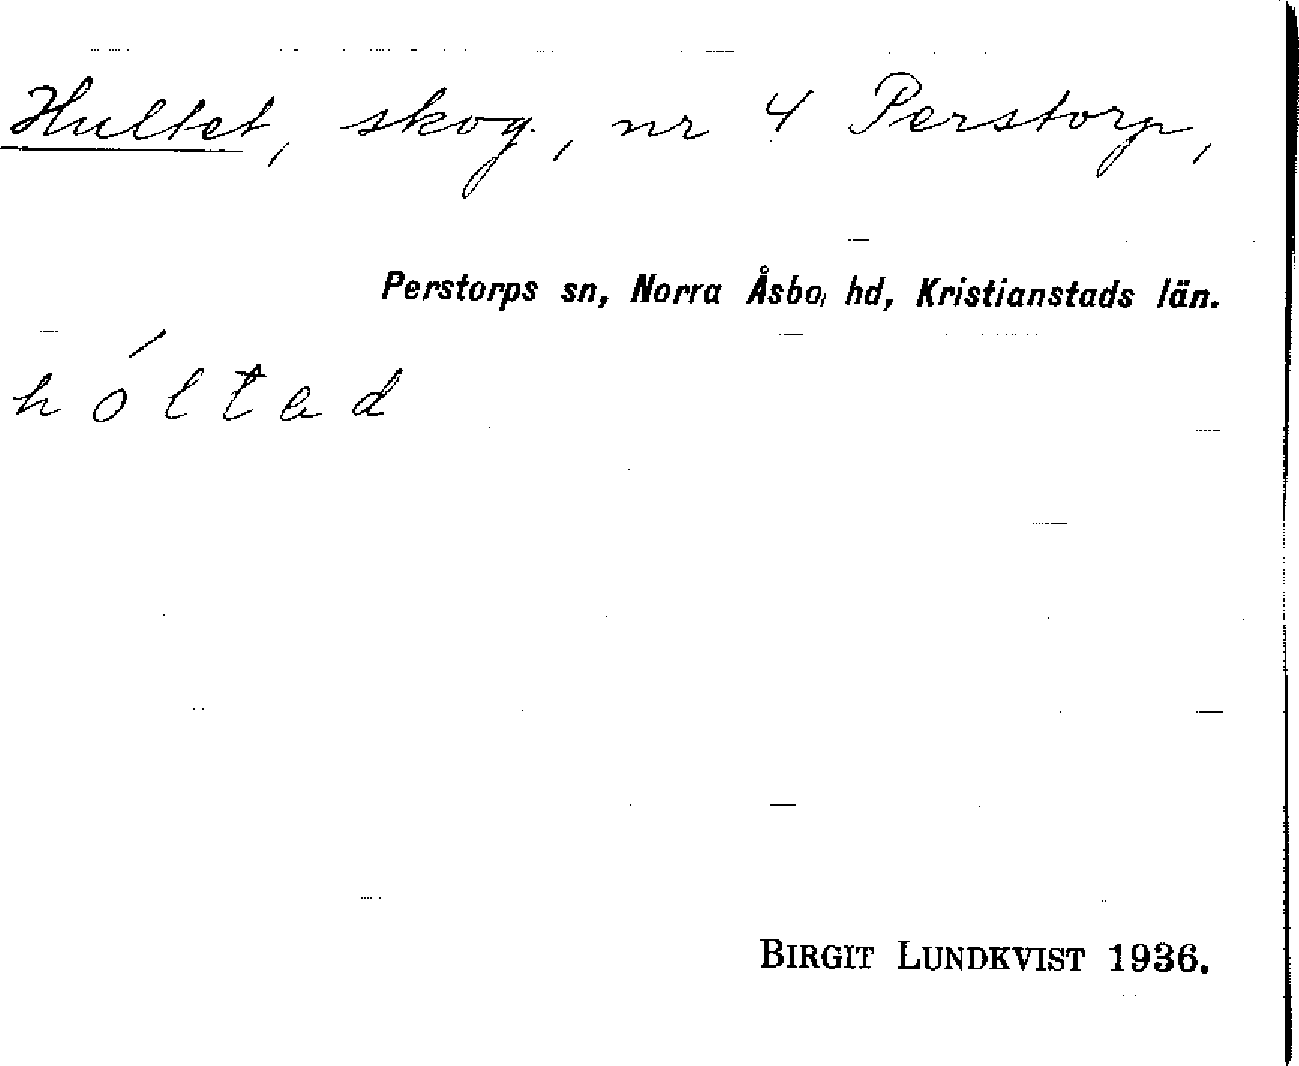 Hultet, skog, nr 4 Perstorp,
Perstorps sn, Norra Åsbo hd, Kristianstads län.
hóltad
BIRGIT LUNDKVIST 1936.